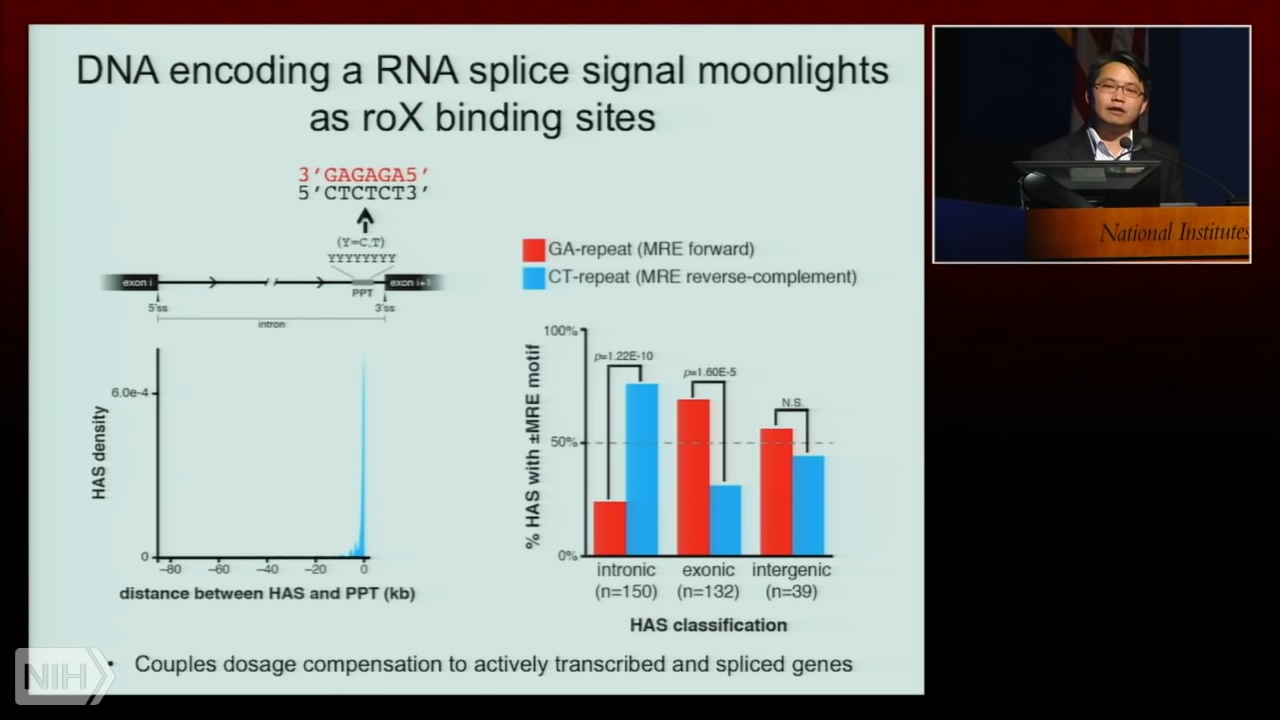 DNA encoding a RNA splice signal moonlights
as roX binding sites
3’GAGAGA5’
5’CTCTCT3’
(Y=C,T)
YYYYYYYY
exon i
PPT
exon i+1
5'ss
3'ss
intron
6.0e-4
HAS density
0
−80
−60
−40
−20
0
distance between HAS and PPT (kb)
GA-repeat (MRE forward)
CT-repeat (MRE reverse-complement)
100%
50%
0%
% HAS with ±MRE motif
p=1.22E-10
p=1.60E-5
N.S.
intronic
(n=150)
exonic
(n=132)
intergenic
(n=39)
HAS classification
• Couples dosage compensation to actively transcribed and spliced genes
National Institutes
NIH